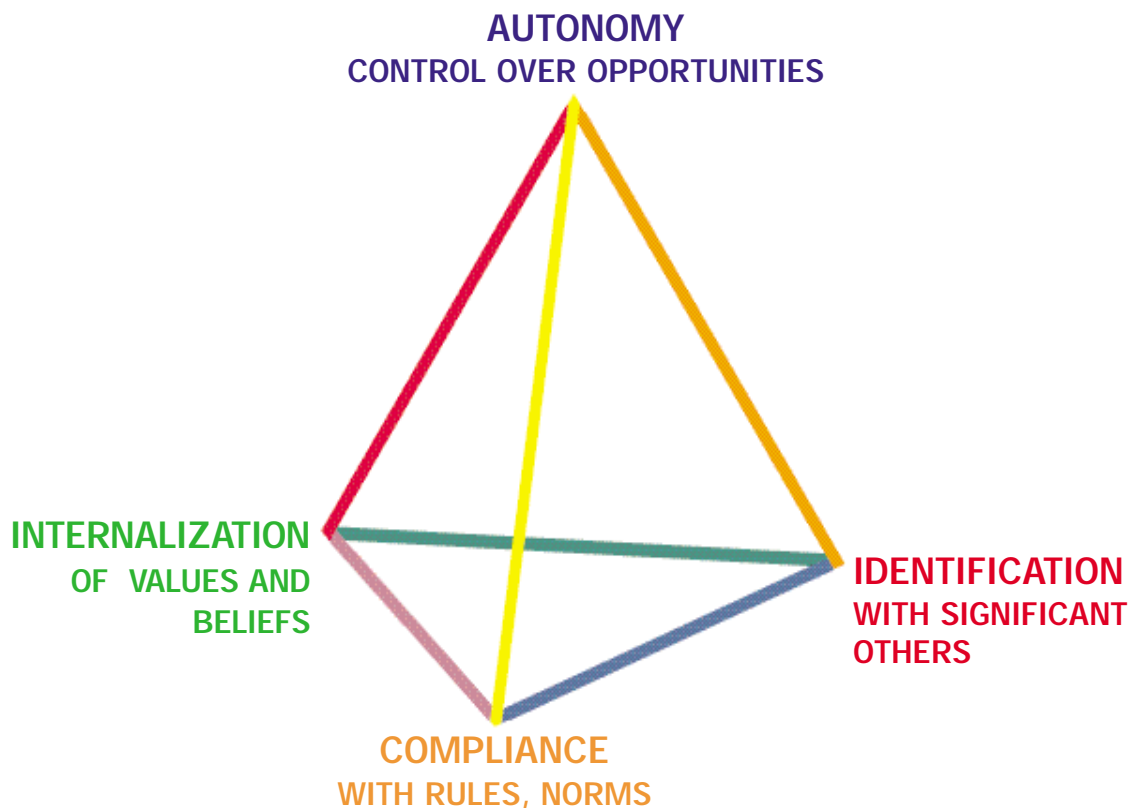 AUTONOMY
CONTROL OVER OPPORTUNITIES
INTERNALIZATION
OF VALUES AND
BELIEFS
IDENTIFICATION
WITH SIGNIFICANT
OTHERS
COMPLIANCE
WITH RULES, NORMS